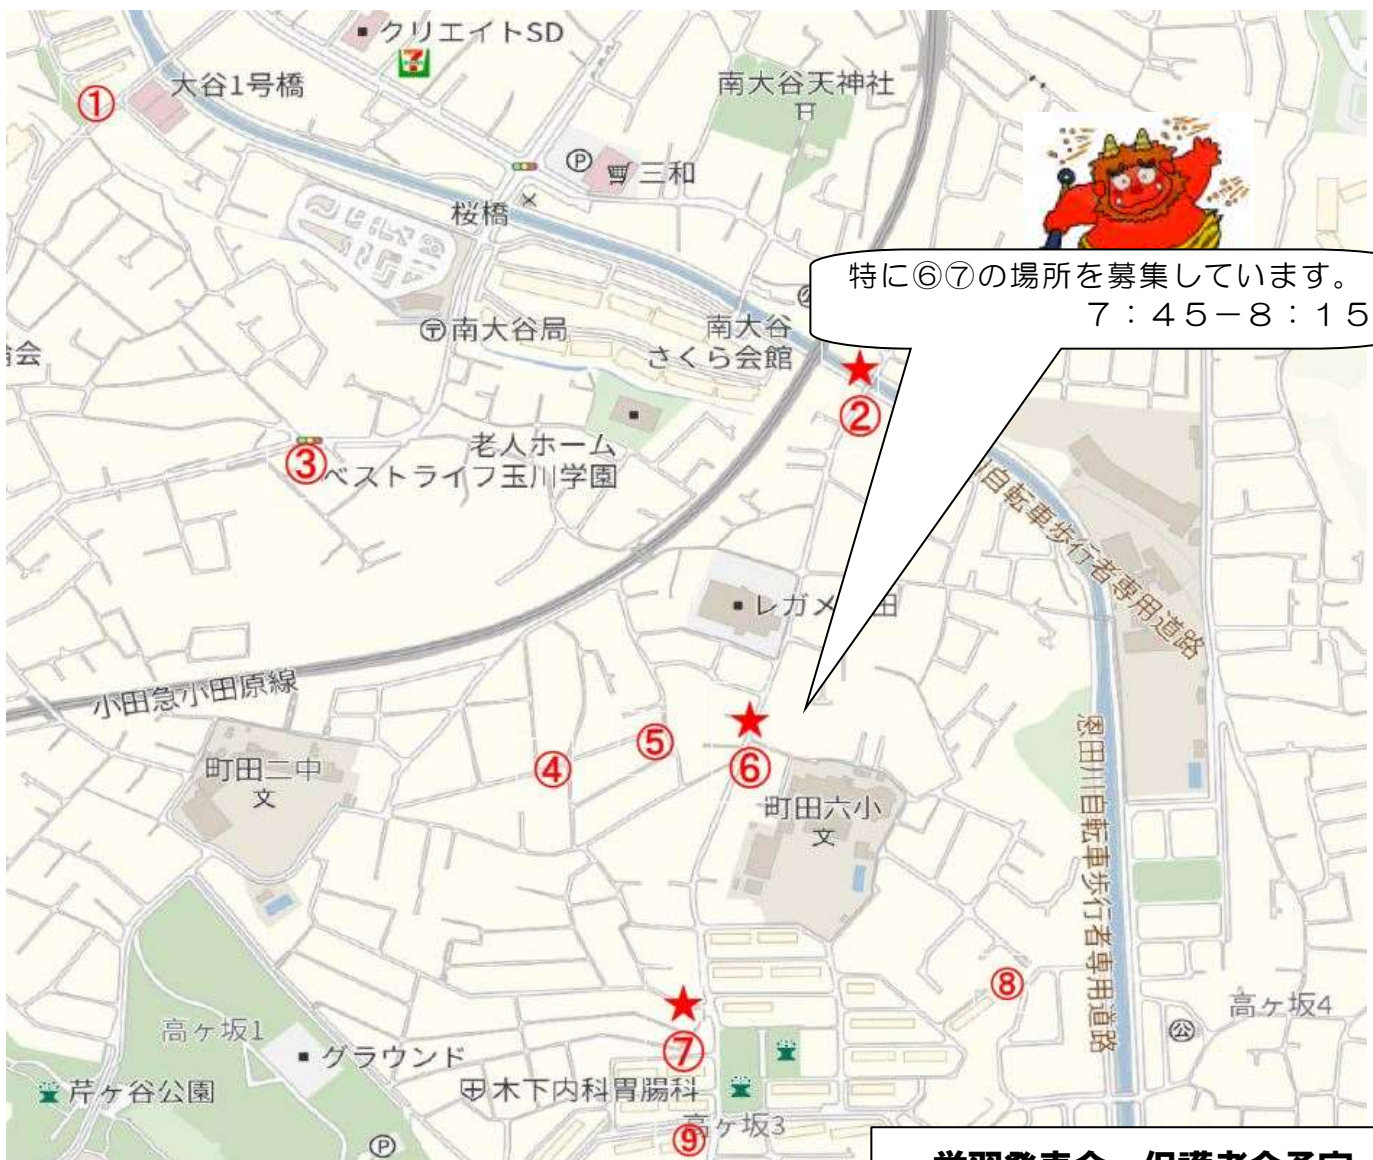 クリエイトSD
大谷1号橋
①
南大谷天神社
P
三和
桜橋
特に⑥⑦の場所を募集しています。
7:45-8:15
〒南大谷局
南大谷
さくら会館
会
★
②
③
老人ホーム
ベストライフ玉川学園
川自転車歩行者専用道路
レガメ
田
小田急小田原線
★
⑤
④
⑥
町田二中
文
町田六小
文
恩田川自転車歩行者専用道路
⑧
高ヶ坂4
公
★
高ヶ坂1
グラウンド
⑦
芹ヶ谷公園
木下内科胃腸科
高ヶ坂3
⑨
P